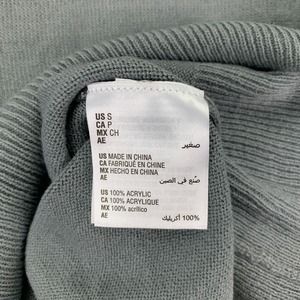 US S
CA P
MX CH
AE صغير
US MADE IN CHINA
CA FABRIQUÉ EN CHINE
MX HECHO EN CHINA
AE صُنع في الصين
US 100% ACRYLIC
CA 100% ACRYLIQUE
MX 100% acrílico
AE 100% أكريليك